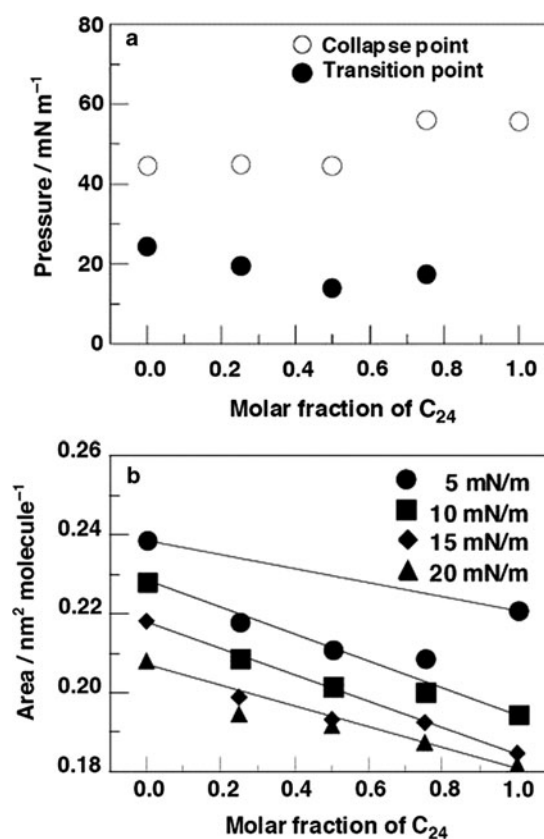 80
a
Collapse point
Transition point
60
40
20
0
Pressure / mN m⁻¹
0.0 0.2 0.4 0.6 0.8 1.0
Molar fraction of C₂₄
0.26
b
5 mN/m
10 mN/m
15 mN/m
20 mN/m
0.24
0.22
0.20
0.18
Area / nm² molecule⁻¹
0.0 0.2 0.4 0.6 0.8 1.0
Molar fraction of C₂₄